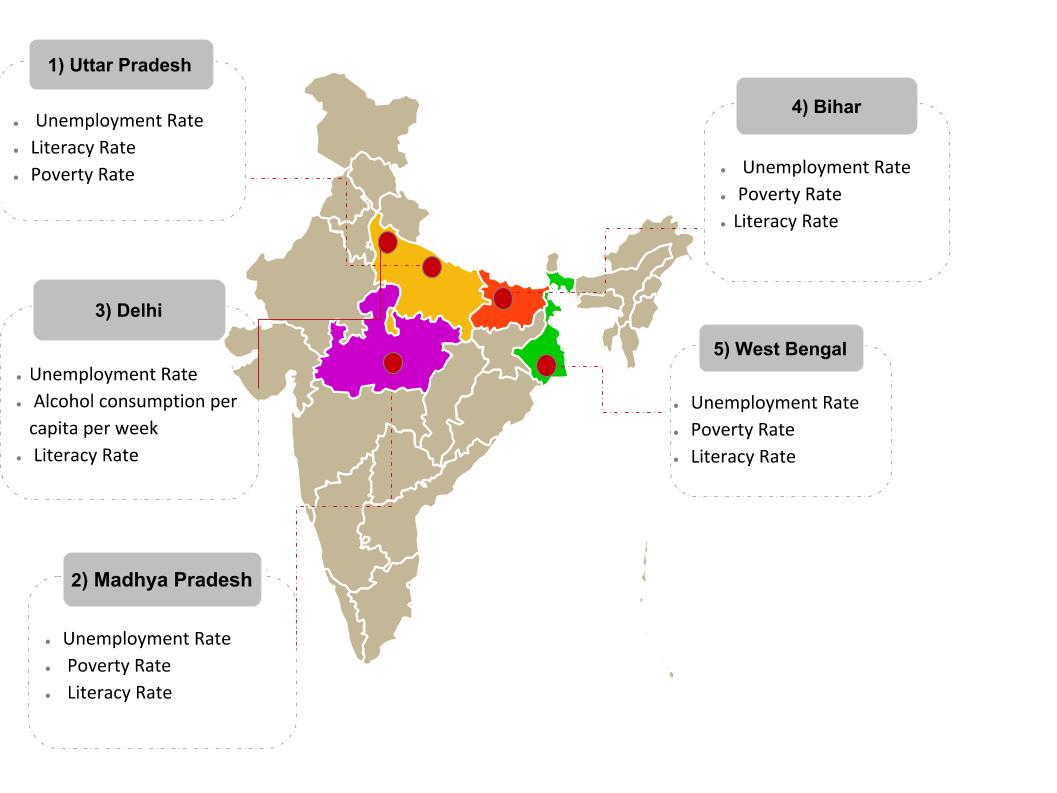 1) Uttar Pradesh
• Unemployment Rate
• Literacy Rate
• Poverty Rate
4) Bihar
• Unemployment Rate
• Poverty Rate
• Literacy Rate
3) Delhi
• Unemployment Rate
• Alcohol consumption per
capita per week
• Literacy Rate
5) West Bengal
• Unemployment Rate
• Poverty Rate
• Literacy Rate
2) Madhya Pradesh
• Unemployment Rate
• Poverty Rate
• Literacy Rate